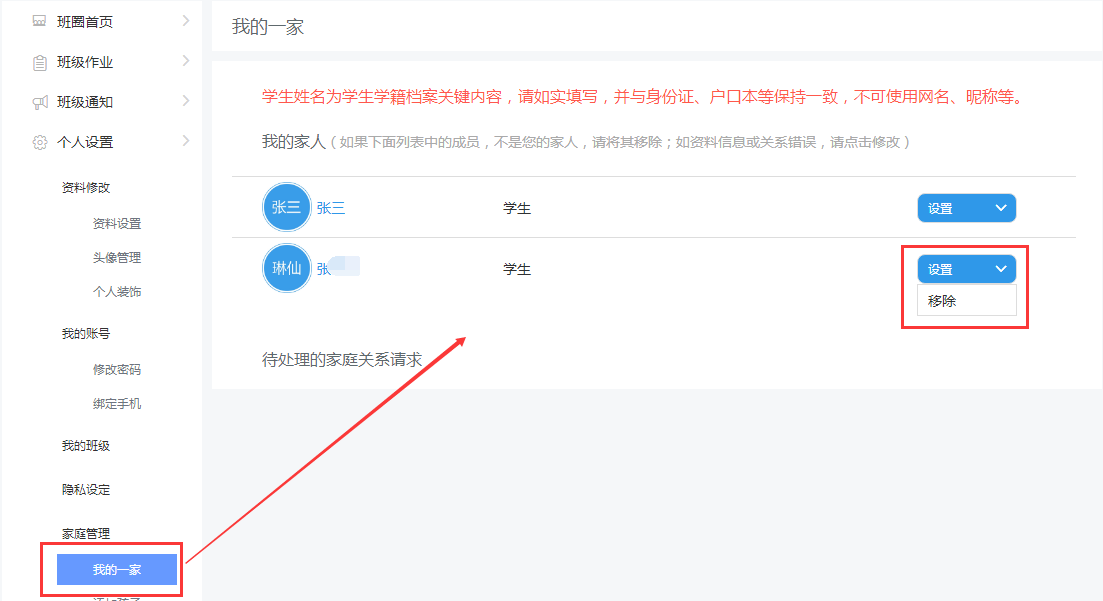 班圈首页
班级作业
班级通知
个人设置
资料修改
资料设置
头像管理
个人装饰
我的账号
修改密码
绑定手机
我的班级
隐私设定
家庭管理
我的一家
我的一家
学生姓名为学生学籍档案关键内容，请如实填写，并与身份证、户口本等保持一致，不可使用网名、昵称等。
我的家人（如果下面列表中的成员，不是您的家人，请将其移除；如资料信息或关系错误，请点击修改）
张三 张三 学生 设置
琳仙 张 学生 设置
移除
待处理的家庭关系请求